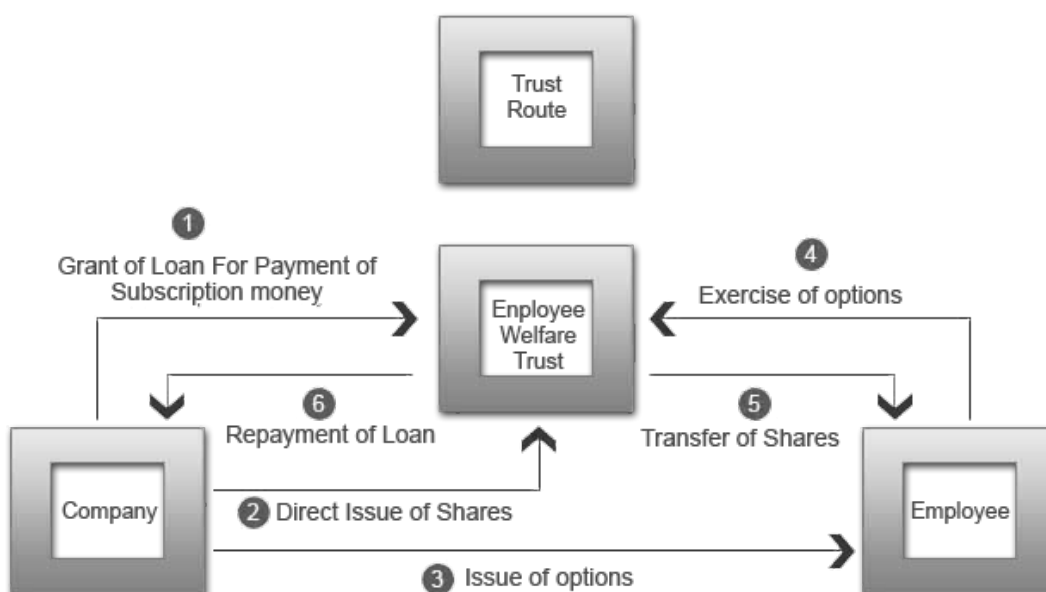 Trust
Route
1
Grant of Loan For Payment of
Subscription money
Enployee
Welfare
Trust
4
Exercise of options
6
Repayment of Loan
5
Transfer of Shares
Company
2 Direct Issue of Shares
Employee
3 Issue of options